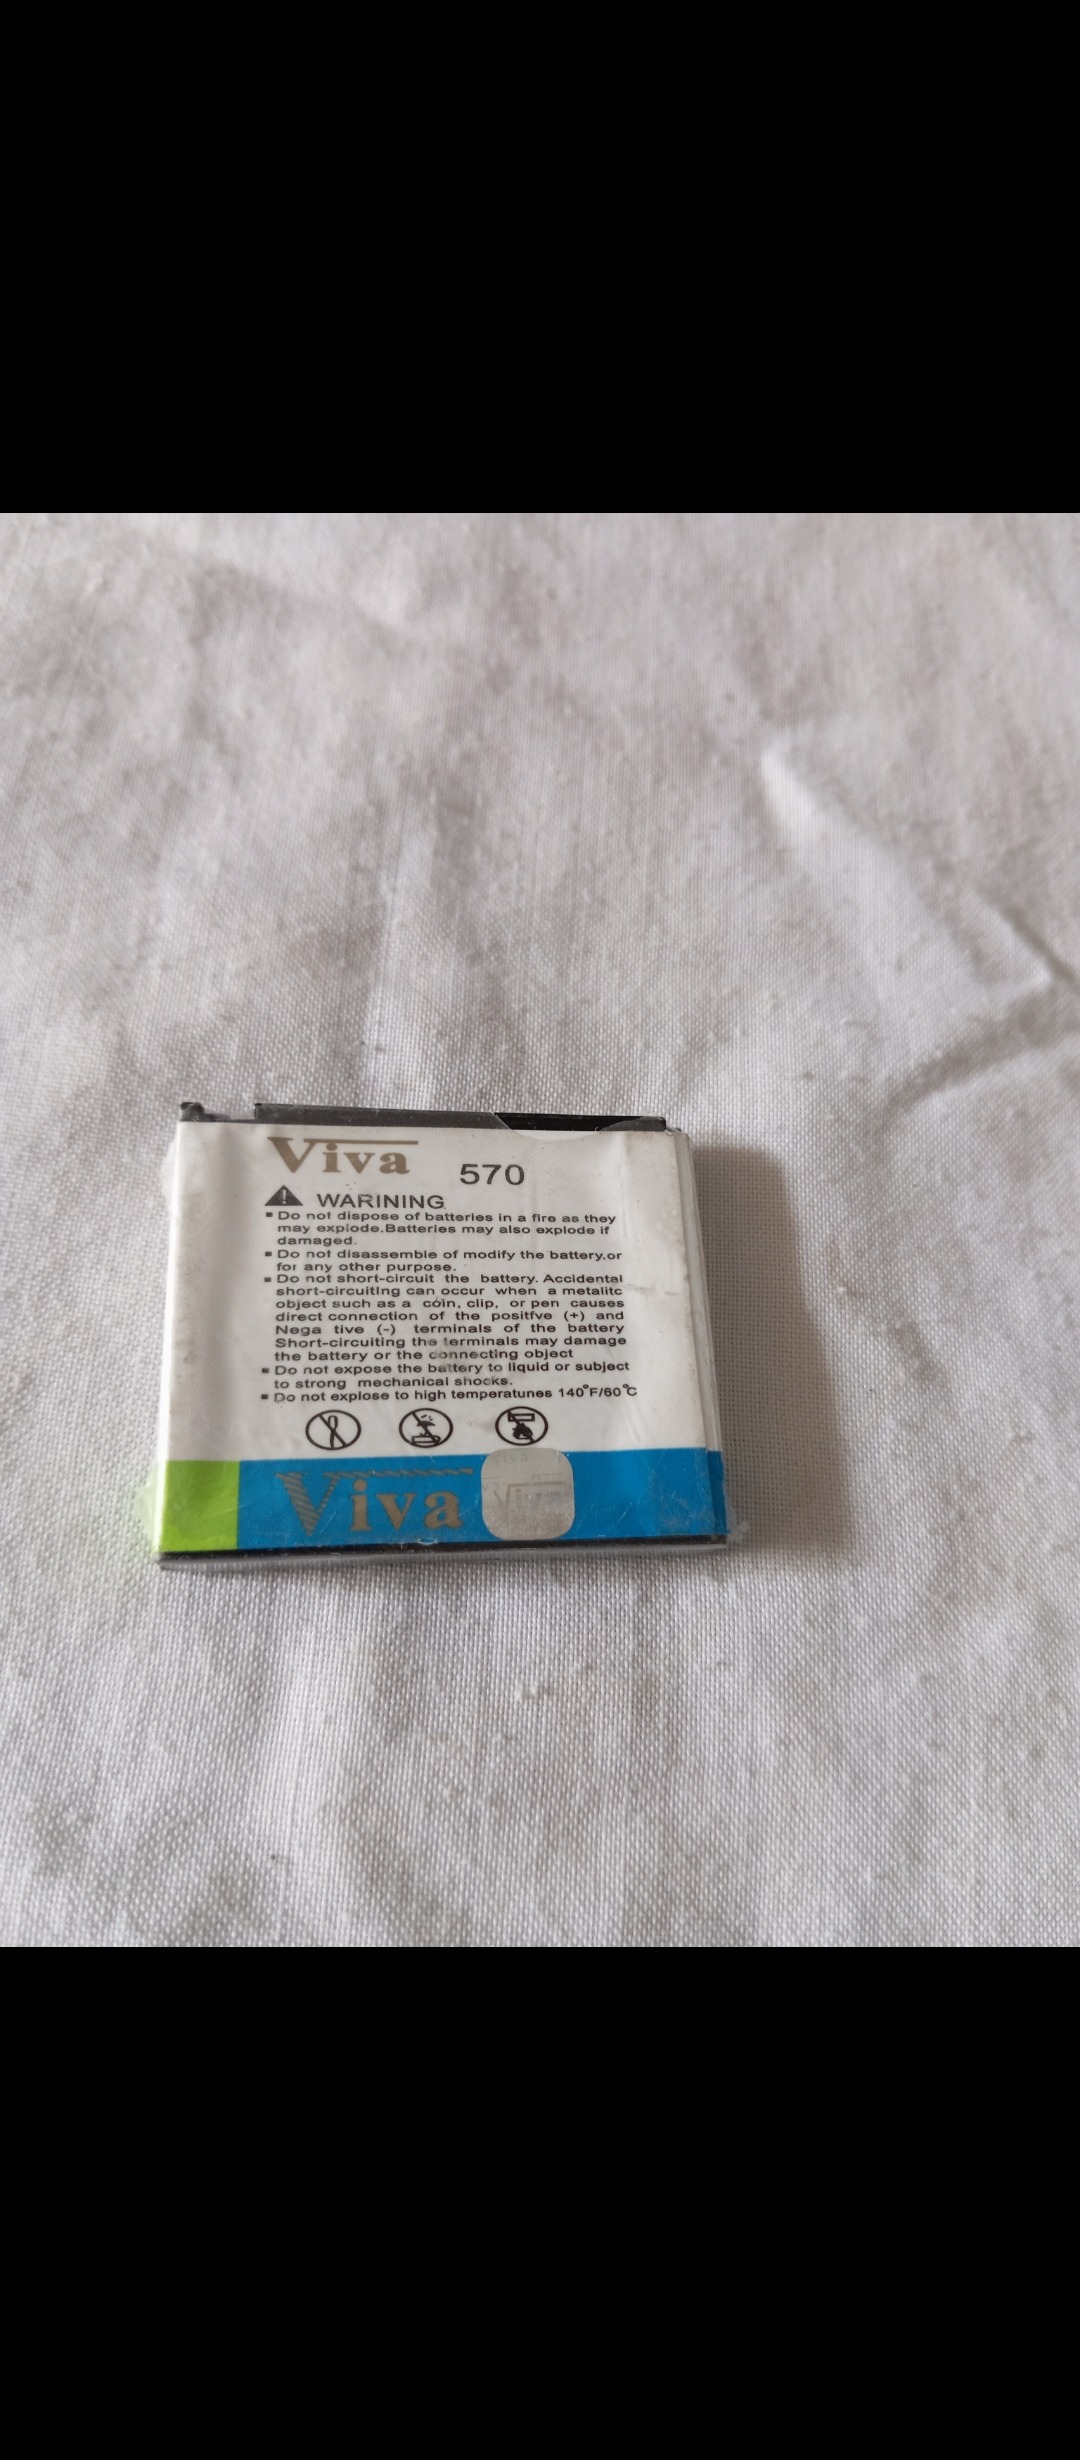 Viva 570
WARINING
Do not dispose of batteries in a fire as they
may explode.Batteries may also explode if
damaged.
Do not disassemble of modify the battery.or
for any other purpose.
Do not short-circuit the battery. Accidental
short-circuiting can occur when a metalitc
object such as a coin, clip, or pen causes
direct connection of the positfve (+) and
Nega tive (-) terminals of the battery
Short-circuiting the terminals may damage
the battery or the connecting object
Do not expose the battery to liquid or subject
to strong mechanical shocks.
Do not explose to high temperatunes 140°F/60°C
Viva
Viva